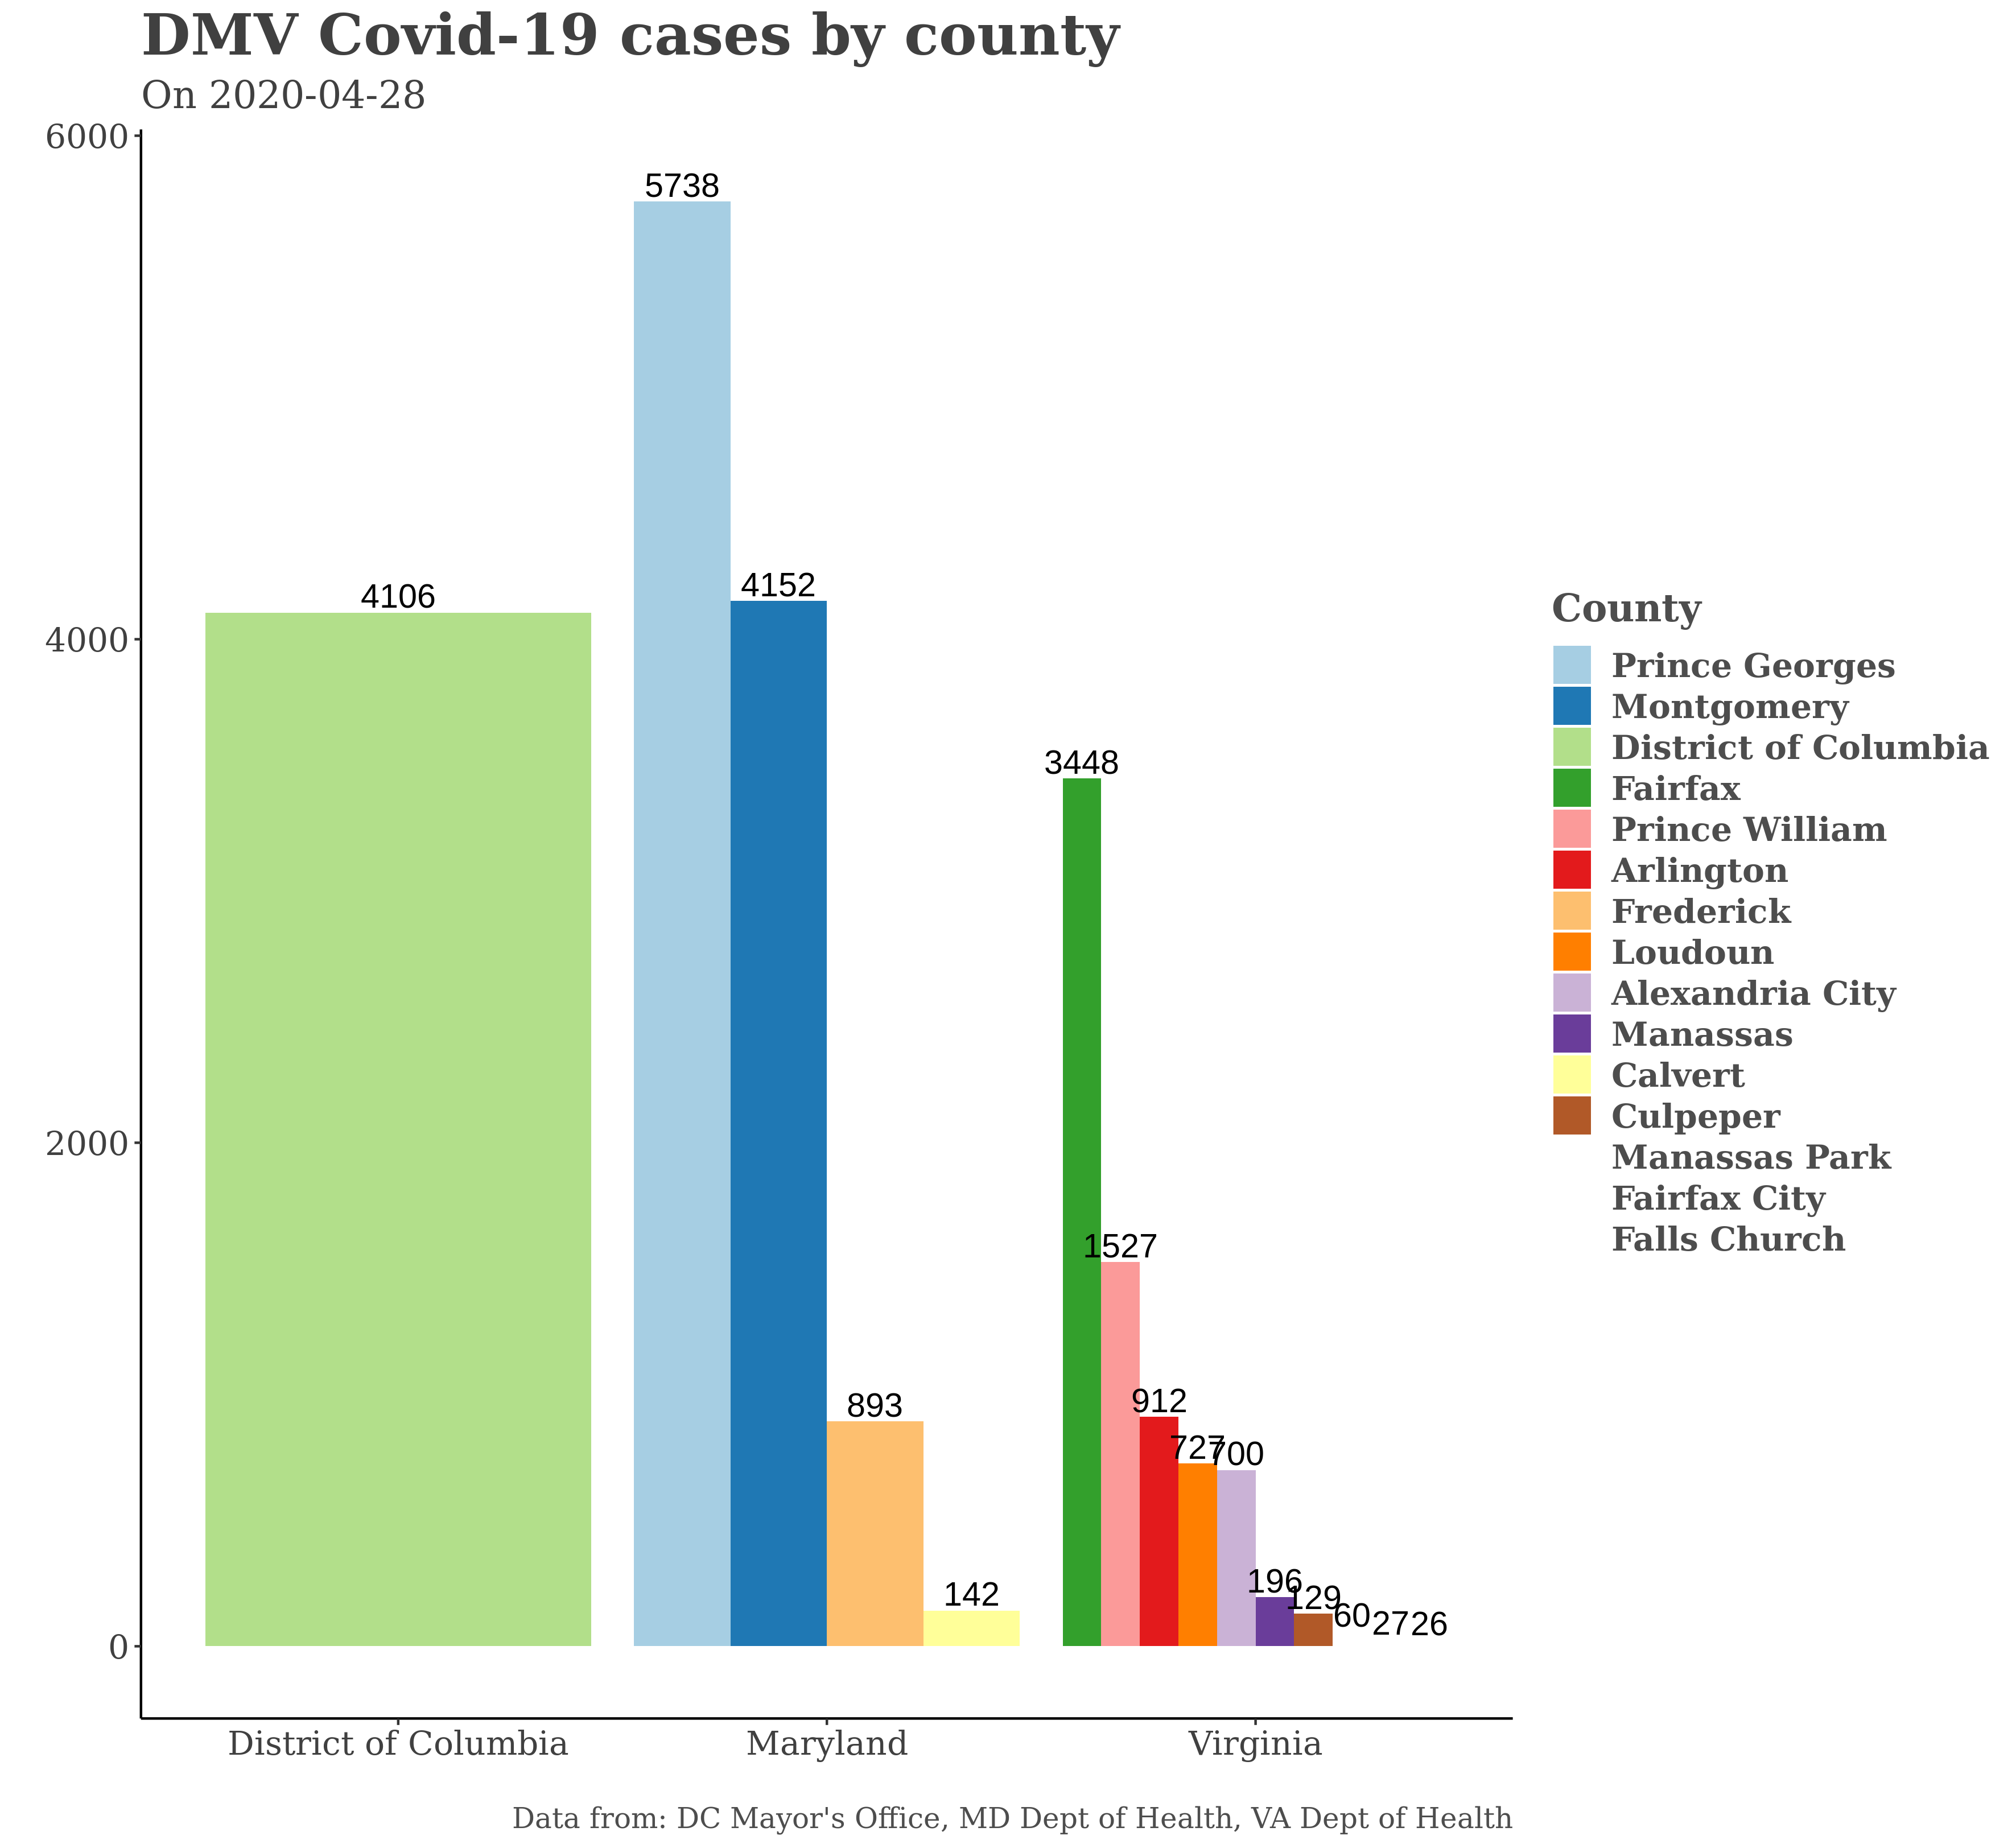 DMV Covid-19 cases by county
On 2020-04-28
6000
4000
2000
0
4106
5738
4152
893
142
3448
1527
912
727
700
196
129
60
27
26
District of Columbia
Maryland
Virginia
County
Prince Georges
Montgomery
District of Columbia
Fairfax
Prince William
Arlington
Frederick
Loudoun
Alexandria City
Manassas
Calvert
Culpeper
Manassas Park
Fairfax City
Falls Church
Data from: DC Mayor's Office, MD Dept of Health, VA Dept of Health